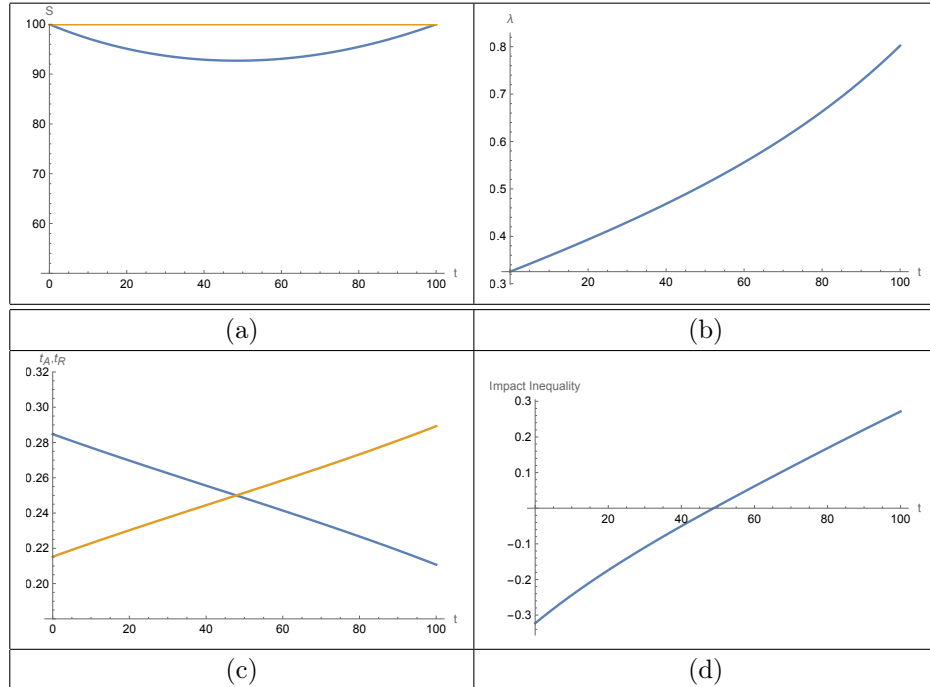 S
100
90
80
70
60
0 20 40 60 80 100 t
λ
0.8
0.7
0.6
0.5
0.4
0.3
20 40 60 80 100 t
(a) (b)
t_A,t_R
0.32
0.30
0.28
0.26
0.24
0.22
0.20
0 20 40 60 80 100 t
Impact Inequality
0.3
0.2
0.1
-0.1
-0.2
-0.3
20 40 60 80 100 t
(c) (d)